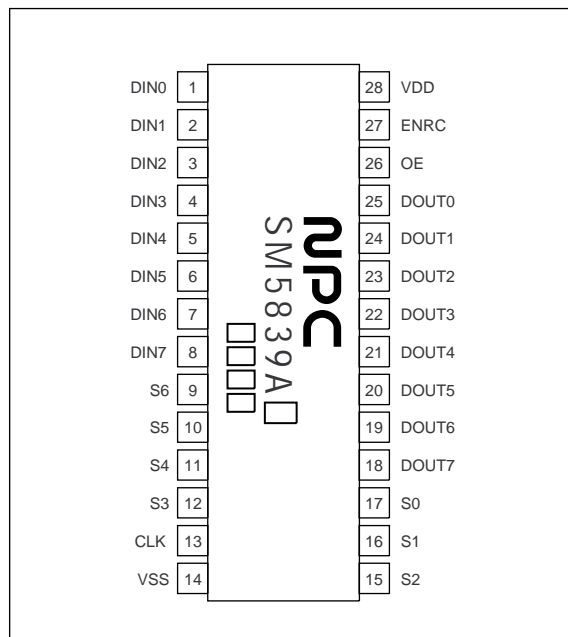 DIN0 1 28 VDD
DIN1 2 27 ENRC
DIN2 3 26 OE
DIN3 4 25 DOUT0
DIN4 5 24 DOUT1
DIN5 6 23 DOUT2
DIN6 7 22 DOUT3
DIN7 8 21 DOUT4
S6 9 20 DOUT5
S5 10 19 DOUT6
S4 11 18 DOUT7
S3 12 17 S0
CLK 13 16 S1
VSS 14 15 S2
NPC
SM5839A